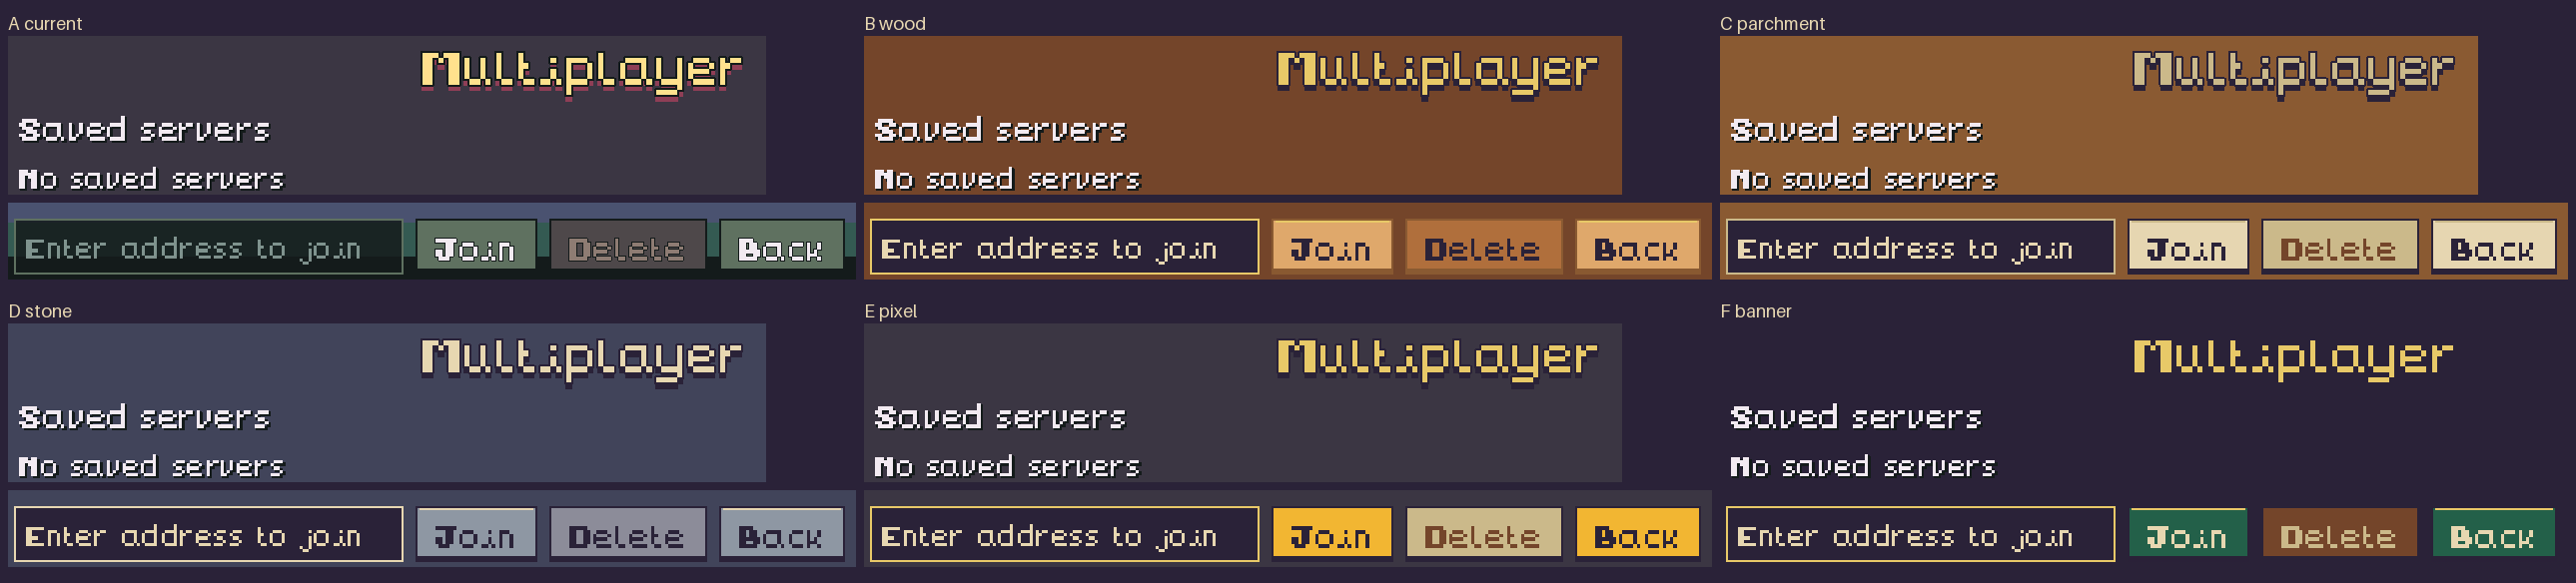 A current
Multiplayer
Saved servers
No saved servers
Enter address to join Join Delete Back
B wood
Multiplayer
Saved servers
No saved servers
Enter address to join Join Delete Back
C parchment
Multiplayer
Saved servers
No saved servers
Enter address to join Join Delete Back
D stone
Multiplayer
Saved servers
No saved servers
Enter address to join Join Delete Back
E pixel
Multiplayer
Saved servers
No saved servers
Enter address to join Join Delete Back
F banner
Multiplayer
Saved servers
No saved servers
Enter address to join Join Delete Back